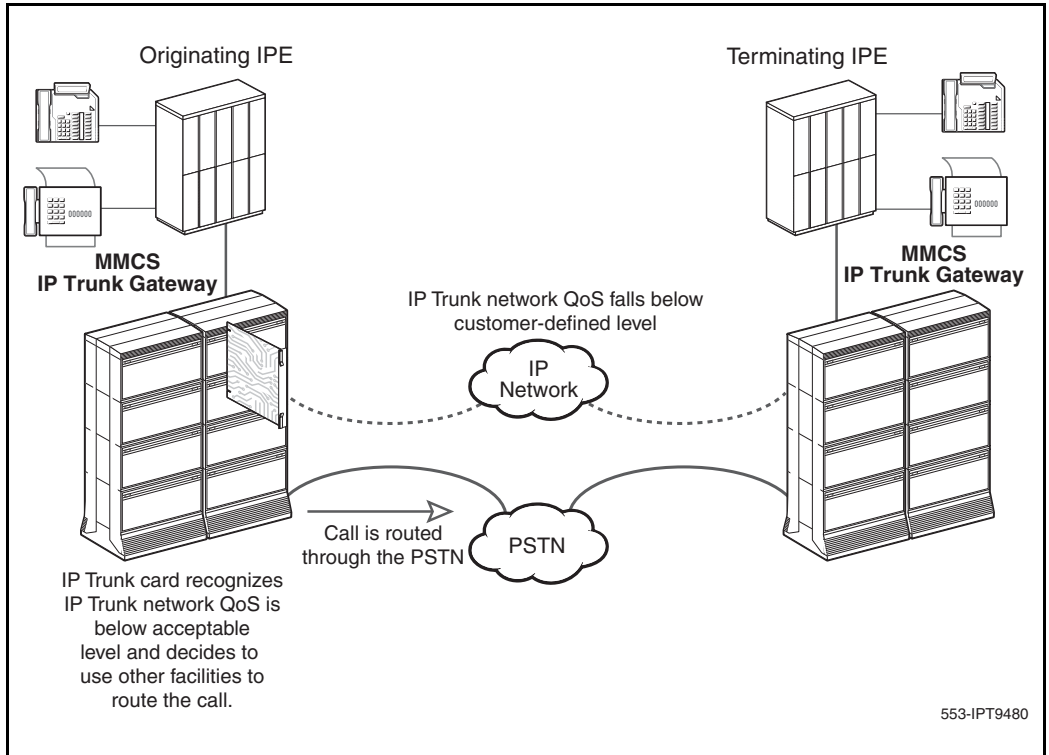 Originating IPE
Terminating IPE
000000
000000
MMCS
IP Trunk Gateway
MMCS
IP Trunk Gateway
IP Trunk network QoS falls below
customer-defined level
IP
Network
Call is routed
through the PSTN
PSTN
IP Trunk card recognizes
IP Trunk network QoS is
below acceptable
level and decides to
use other facilities to
route the call.
553-IPT9480